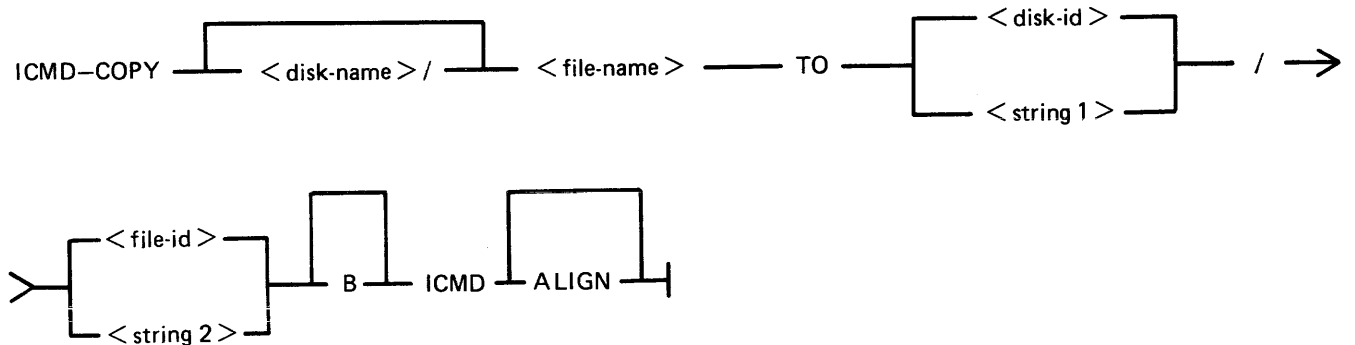 ICMD–COPY <disk-name>/ <file-name> TO <disk-id> /
<string 1>
<file-id> B ICMD ALIGN
<string 2>